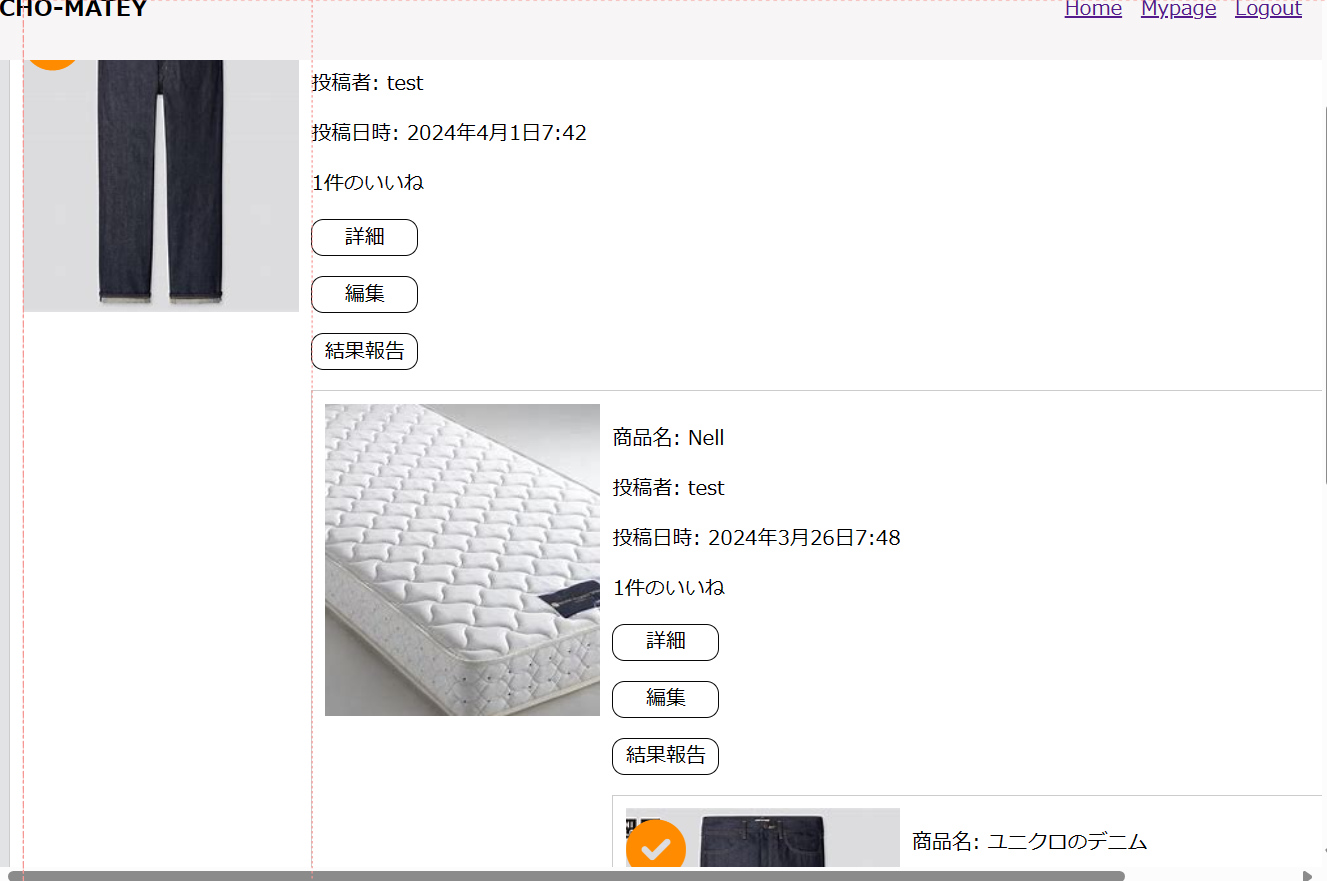 CHO-MATEY
Home Mypage Logout
投稿者: test
投稿日時: 2024年4月1日7:42
1件のいいね
詳細
編集
結果報告
商品名: Nell
投稿者: test
投稿日時: 2024年3月26日7:48
1件のいいね
詳細
編集
結果報告
商品名: ユニクロのデニム